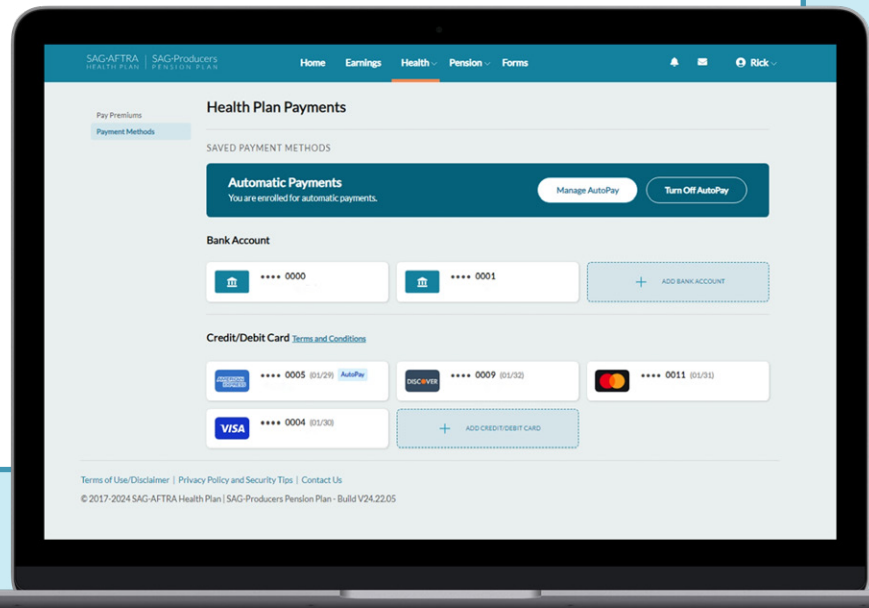 SAG-AFTRA | SAG-Producers
HEALTH PLAN | PENSION PLAN
Home Earnings Health Pension Forms
Rick
Pay Premiums
Payment Methods
Health Plan Payments
SAVED PAYMENT METHODS
Automatic Payments
You are enrolled for automatic payments.
Manage AutoPay
Turn Off AutoPay
Bank Account
•••• 0000
•••• 0001
+ ADD BANK ACCOUNT
Credit/Debit Card Terms and Conditions
•••• 0005 (01/29) AutoPay
DISCOVER •••• 0009 (01/32)
•••• 0011 (01/31)
VISA •••• 0004 (01/30)
+ ADD CREDIT/DEBIT CARD
Terms of Use/Disclaimer | Privacy Policy and Security Tips | Contact Us
© 2017-2024 SAG-AFTRA Health Plan | SAG-Producers Pension Plan - Build V24.22.05